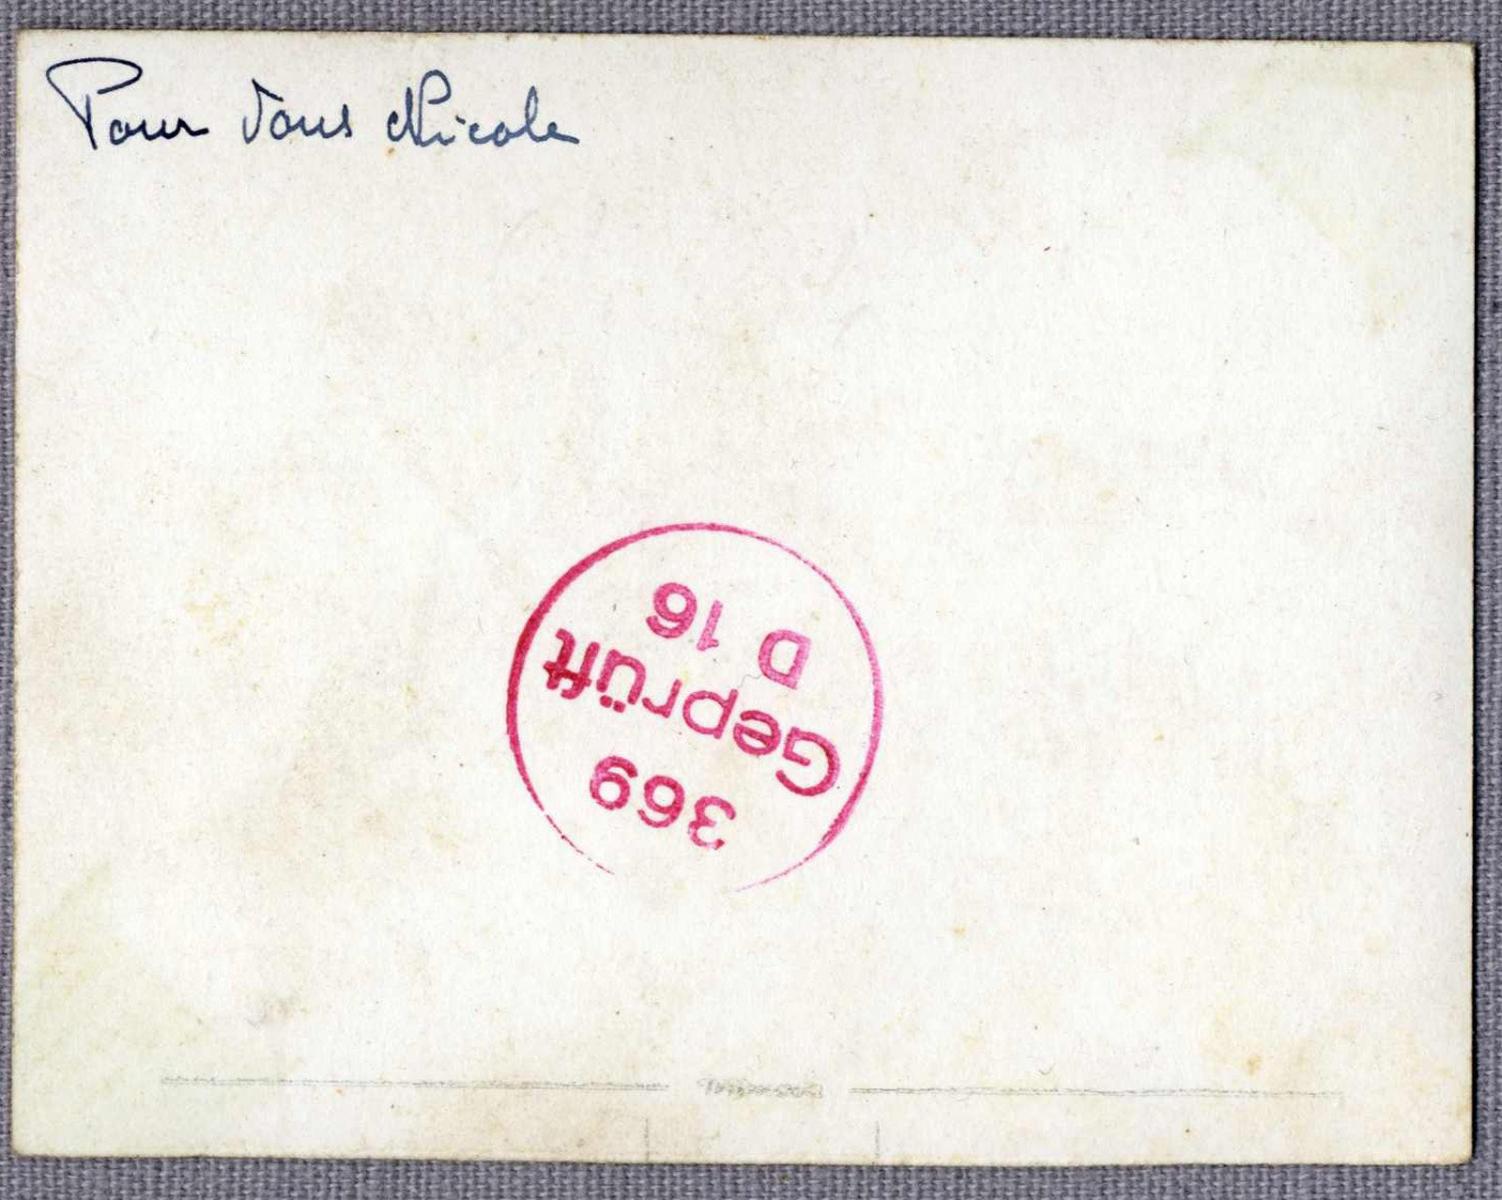 Pour Vous Nicole
369
Geprüft
D 16